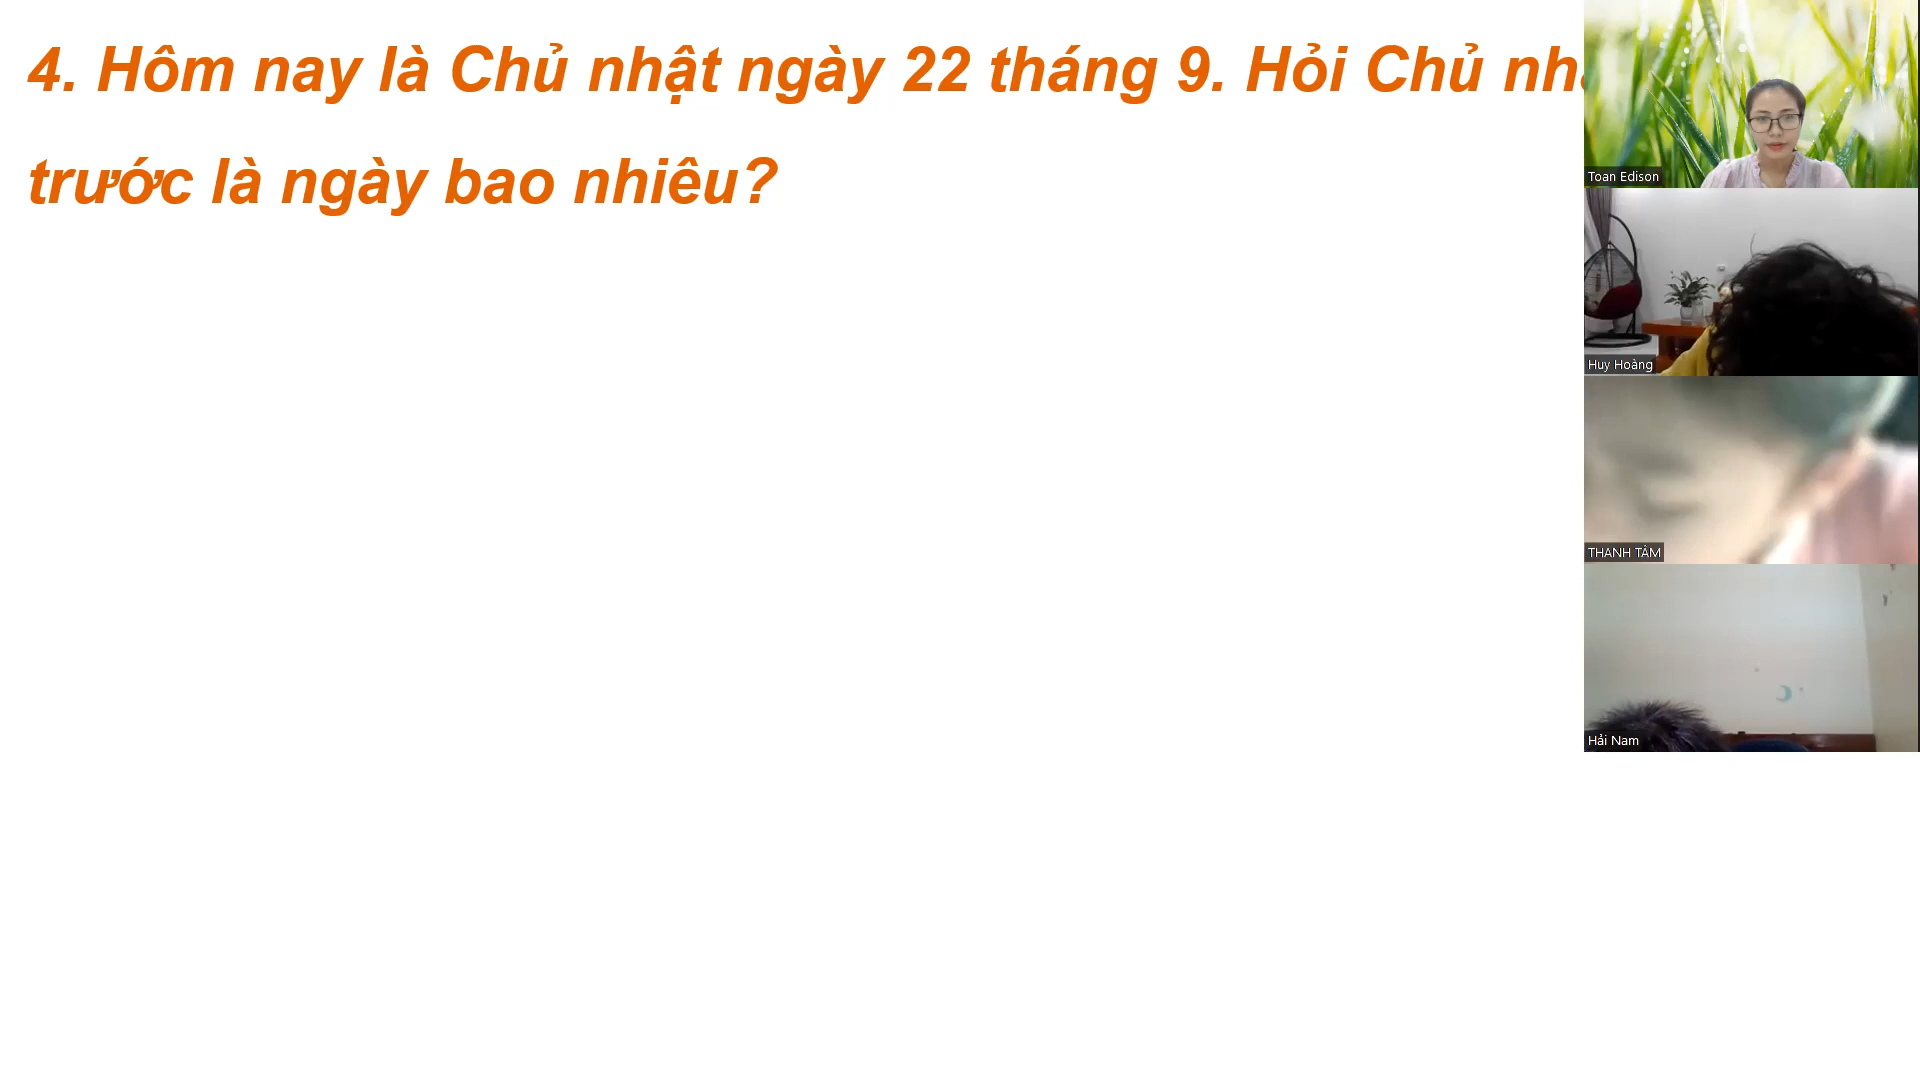 4. Hôm nay là Chủ nhật ngày 22 tháng 9. Hỏi Chủ
trước là ngày bao nhiêu?
Toan Edison
Huy Hoàng
THANH TÂM
Hải Nam